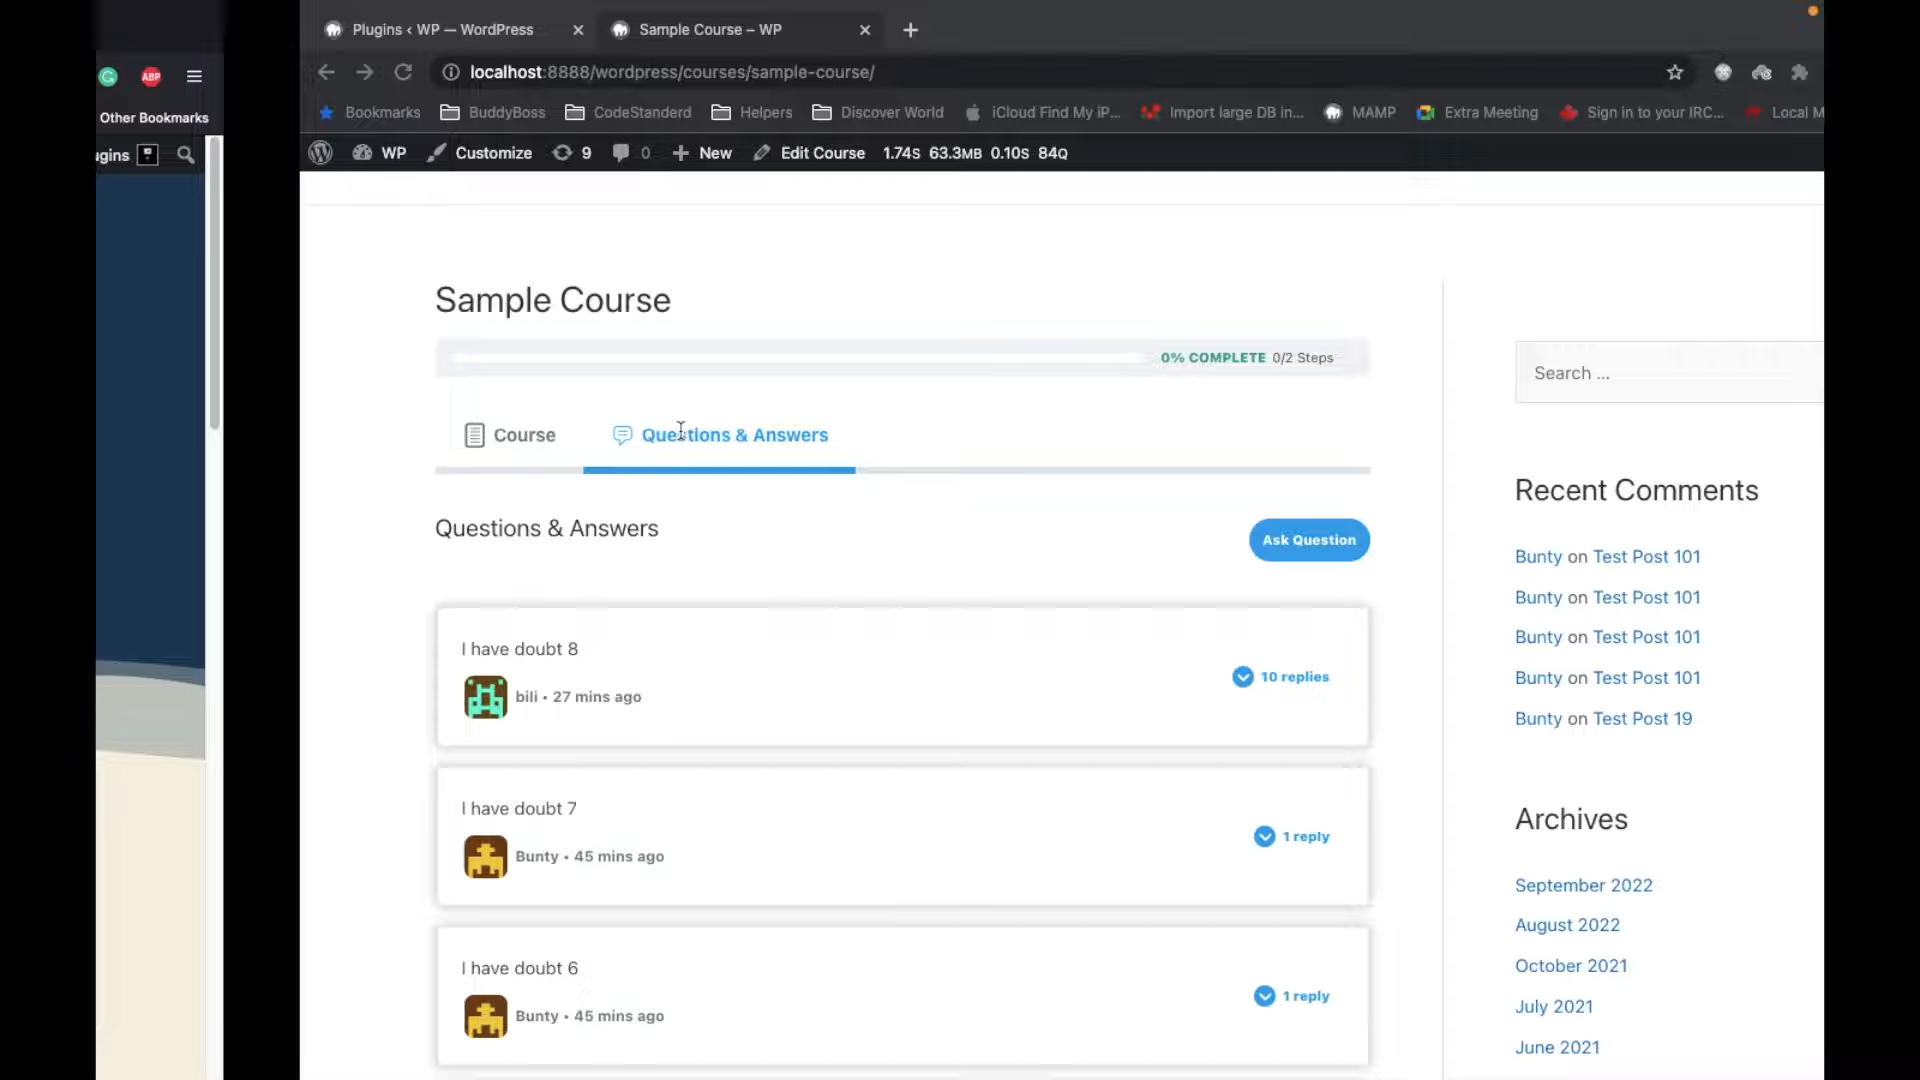 ABP
Other Bookmarks
ugins
Plugins ‹ WP — WordPress
Sample Course – WP
localhost:8888/wordpress/courses/sample-course/
Bookmarks
BuddyBoss
CodeStanderd
Helpers
Discover World
iCloud Find My iP...
Import large DB in...
MAMP
Extra Meeting
Sign in to your IRC...
Local M
WP
Customize
9
0
New
Edit Course
1.74S 63.3MB 0.10S 84Q
Sample Course
0% COMPLETE 0/2 Steps
Course
Questions & Answers
Questions & Answers
Ask Question
I have doubt 8
bili • 27 mins ago
10 replies
I have doubt 7
Bunty • 45 mins ago
1 reply
I have doubt 6
Bunty • 45 mins ago
1 reply
Search ...
Recent Comments
Bunty on Test Post 101
Bunty on Test Post 101
Bunty on Test Post 101
Bunty on Test Post 101
Bunty on Test Post 19
Archives
September 2022
August 2022
October 2021
July 2021
June 2021